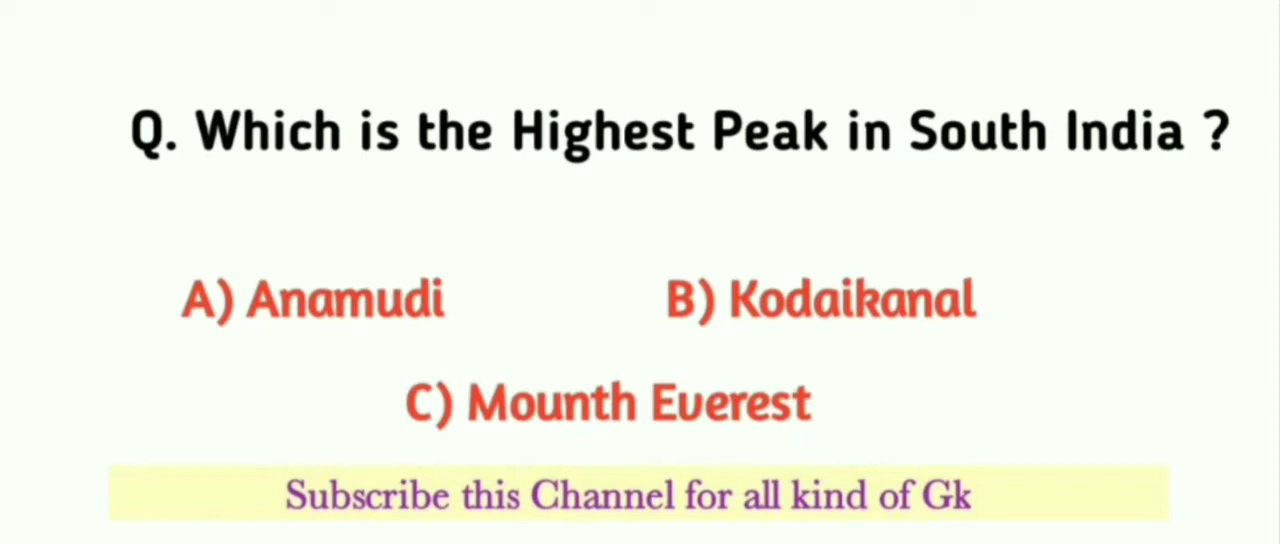 Q. Which is the Highest Peak in South India ?
A) Anamudi B) Kodaikanal
C) Mounth Everest
Subscribe this Channel for all kind of Gk